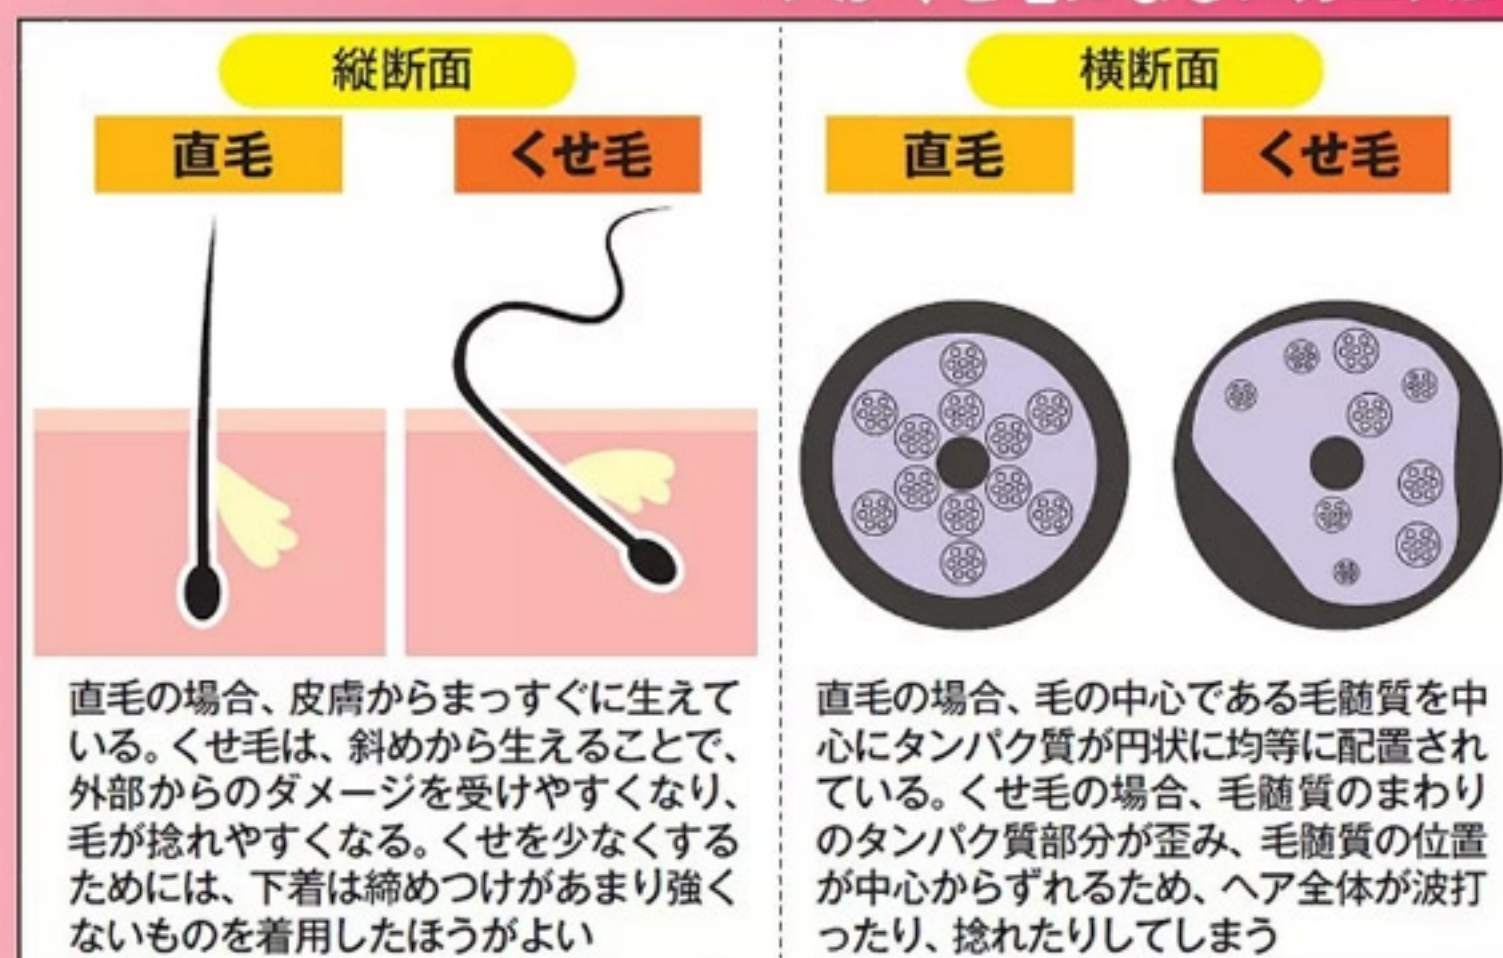 縦断面
直毛
くせ毛
直毛の場合、皮膚からまっすぐに生えて
いる。くせ毛は、斜めから生えることで、
外部からのダメージを受けやすくなり、
毛が捻れやすくなる。くせを少なくする
ためには、下着は締めつけがあまり強く
ないものを着用したほうがよい
横断面
直毛
くせ毛
直毛の場合、毛の中心である毛髄質を中
心にタンパク質が円状に均等に配置され
ている。くせ毛の場合、毛随質のまわり
のタンパク質部分が歪み、毛随質の位置
が中心からずれるため、ヘア全体が波打
ったり、捻れたりしてしまう